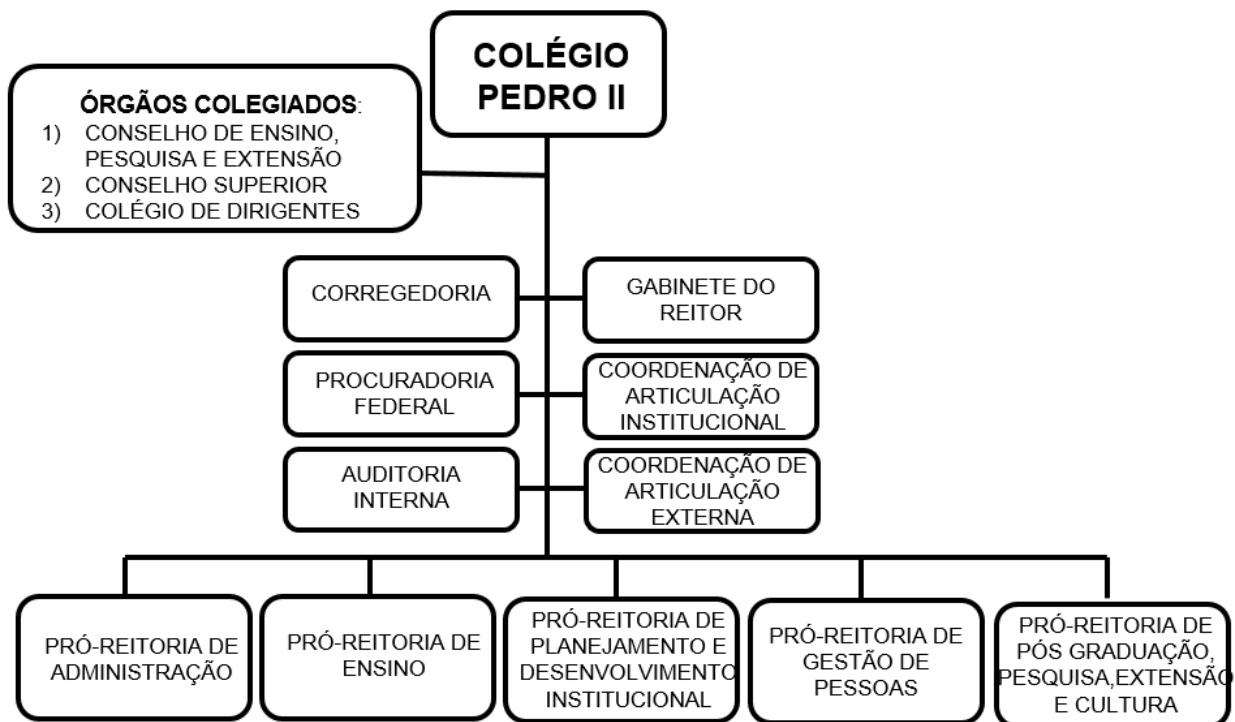 COLÉGIO
PEDRO II
ÓRGÃOS COLEGIADOS:
1) CONSELHO DE ENSINO,
PESQUISA E EXTENSÃO
2) CONSELHO SUPERIOR
3) COLÉGIO DE DIRIGENTES
CORREGEDORIA
GABINETE DO
REITOR
PROCURADORIA
FEDERAL
COORDENAÇÃO DE
ARTICULAÇÃO
INSTITUCIONAL
AUDITORIA
INTERNA
COORDENAÇÃO DE
ARTICULAÇÃO
EXTERNA
PRÓ-REITORIA DE
ADMINISTRAÇÃO
PRÓ-REITORIA DE
ENSINO
PRÓ-REITORIA DE
PLANEJAMENTO E
DESENVOLVIMENTO
INSTITUCIONAL
PRÓ-REITORIA DE
GESTÃO DE
PESSOAS
PRÓ-REITORIA DE
PÓS GRADUAÇÃO,
PESQUISA,EXTENSÃO
E CULTURA